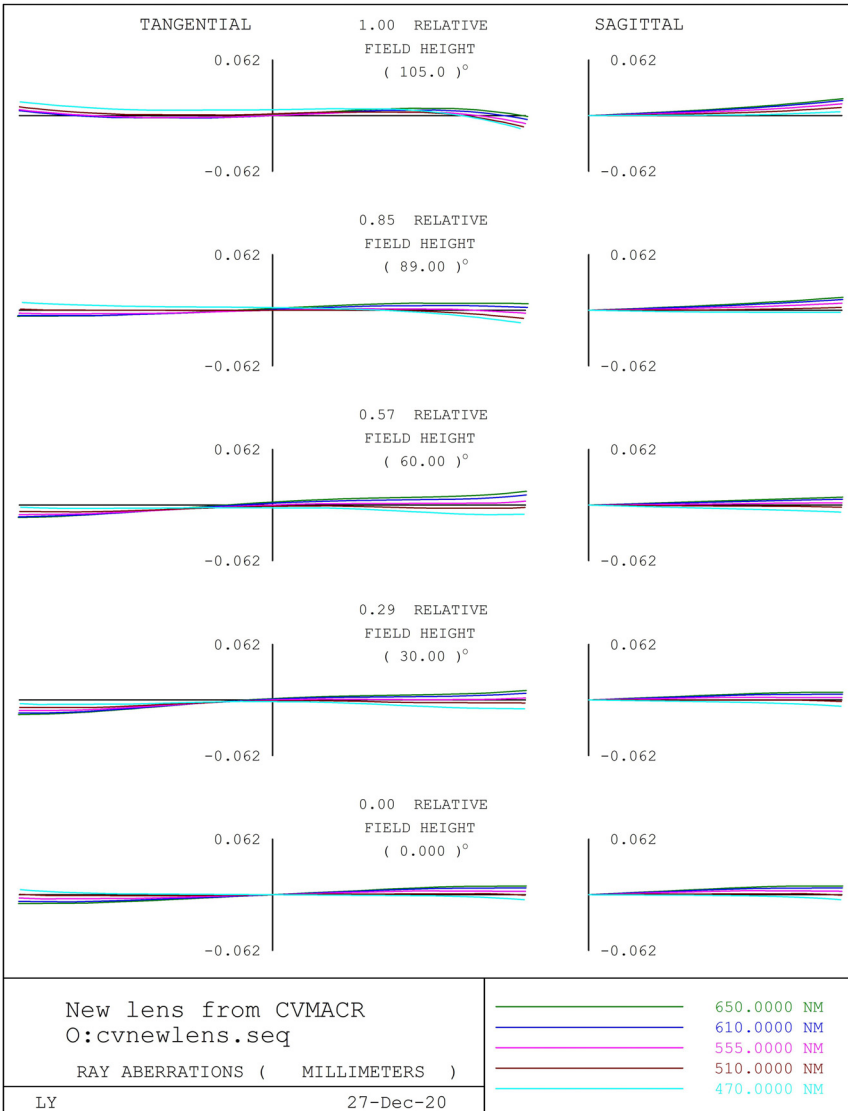 TANGENTIAL 1.00 RELATIVE SAGITTAL
FIELD HEIGHT
0.062 ( 105.0 )° 0.062
-0.062 -0.062
0.85 RELATIVE
FIELD HEIGHT
0.062 ( 89.00 )° 0.062
-0.062 -0.062
0.57 RELATIVE
FIELD HEIGHT
0.062 ( 60.00 )° 0.062
-0.062 -0.062
0.29 RELATIVE
FIELD HEIGHT
0.062 ( 30.00 )° 0.062
-0.062 -0.062
0.00 RELATIVE
FIELD HEIGHT
0.062 ( 0.000 )° 0.062
-0.062 -0.062
New lens from CVMACR
O:cvnewlens.seq
RAY ABERRATIONS ( MILLIMETERS )
LY 27-Dec-20
650.0000 NM
610.0000 NM
555.0000 NM
510.0000 NM
470.0000 NM